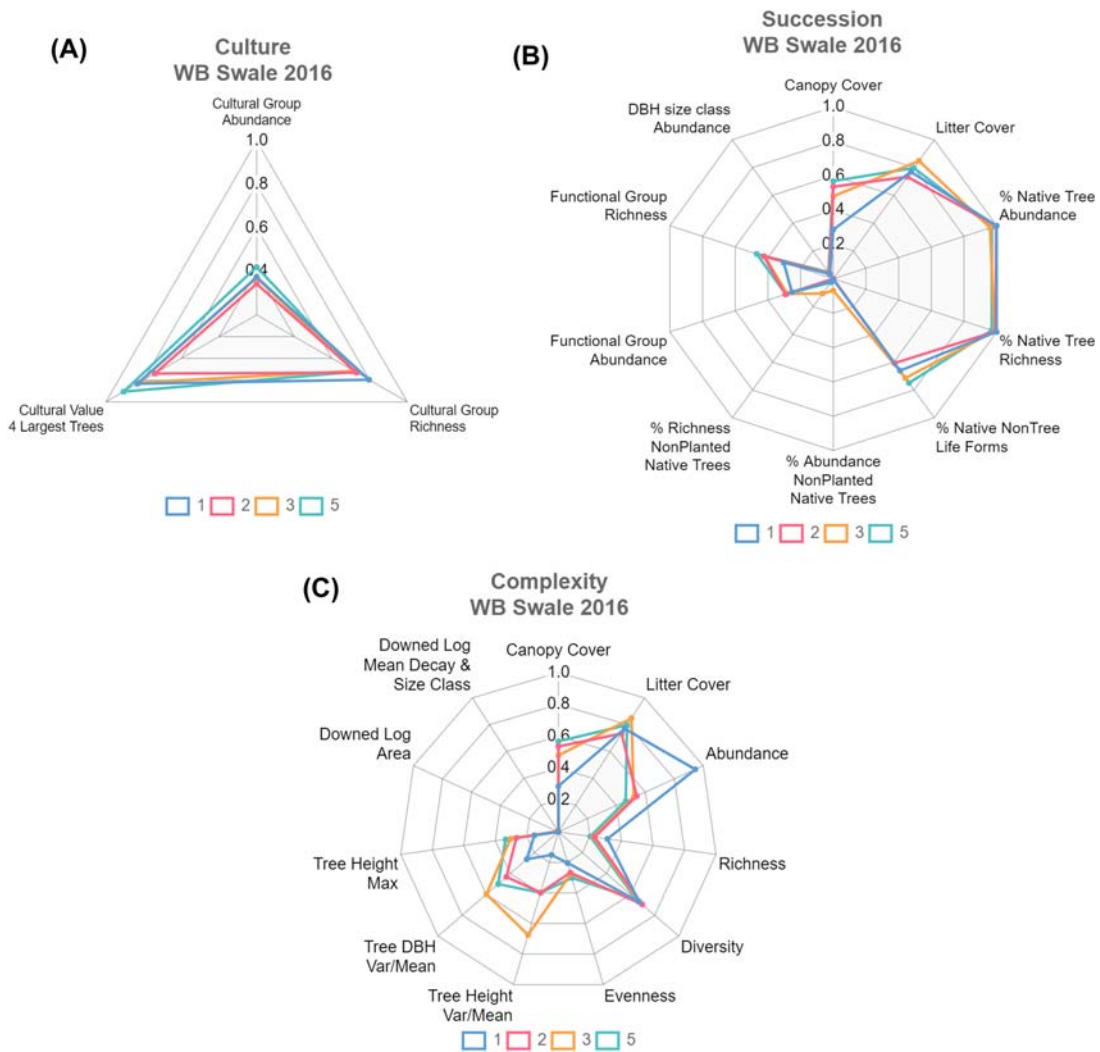 (A)
Culture
WB Swale 2016
Cultural Group
Abundance
1.0
0.8
0.6
0.4
Cultural Value
4 Largest Trees
Cultural Group
Richness
1 2 3 5
(B)
Succession
WB Swale 2016
Canopy Cover
DBH size class
Abundance
1.0
Litter Cover
0.8
Functional Group
Richness
0.6
% Native Tree
Abundance
0.4
0.2
Functional Group
Abundance
% Native Tree
Richness
% Richness
NonPlanted
Native Trees
% Abundance
NonPlanted
Native Trees
% Native NonTree
Life Forms
1 2 3 5
(C)
Complexity
WB Swale 2016
Downed Log
Mean Decay &
Size Class
Canopy Cover
1.0
Litter Cover
0.8
Downed Log
Area
0.6
Abundance
0.4
0.2
Tree Height
Max
Richness
Tree DBH
Var/Mean
Diversity
Tree Height
Var/Mean
Evenness
1 2 3 5